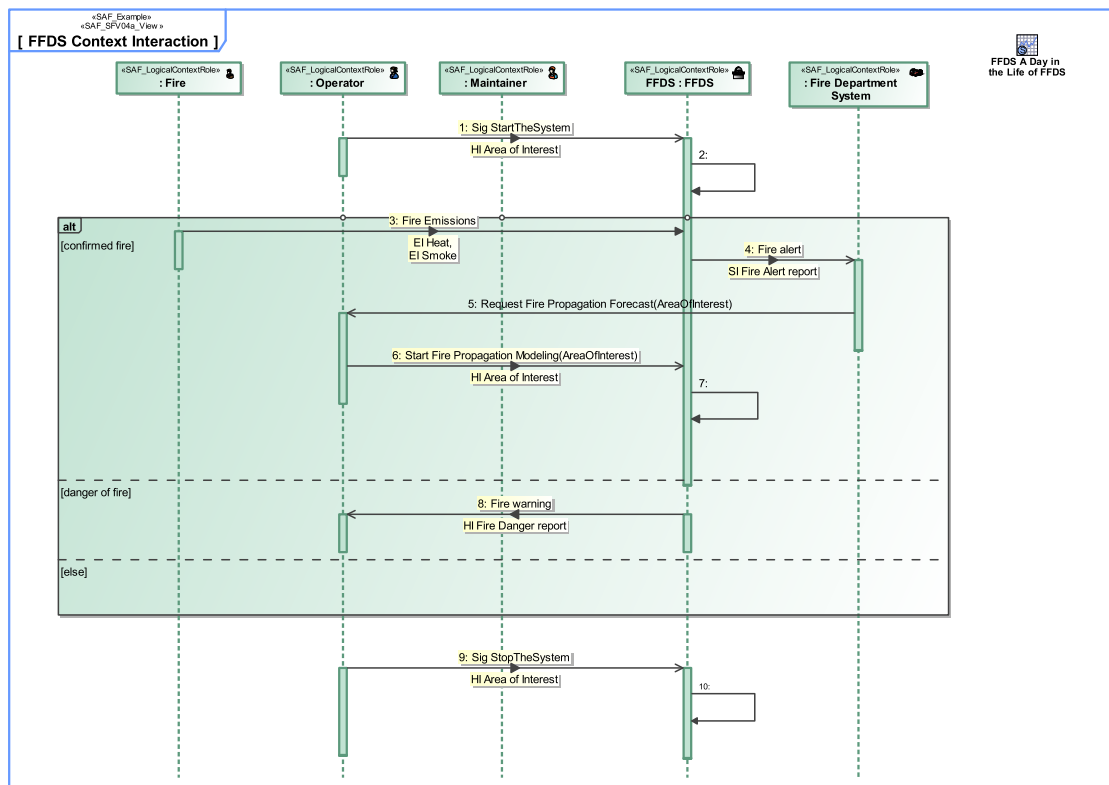 «SAF_Example»
«SAF_SFV04a_View»
[ FFDS Context Interaction ]
FFDS A Day in
the Life of FFDS
«SAF_LogicalContextRole»
: Fire
«SAF_LogicalContextRole»
: Operator
«SAF_LogicalContextRole»
: Maintainer
«SAF_LogicalContextRole»
FFDS : FFDS
«SAF_LogicalContextRole»
: Fire Department
System
1: Sig StartTheSystem
HI Area of Interest
2:
alt
[confirmed fire]
3: Fire Emissions
EI Heat,
EI Smoke
4: Fire alert
SI Fire Alert report
5: Request Fire Propagation Forecast(AreaOfInterest)
6: Start Fire Propagation Modeling(AreaOfInterest)
HI Area of Interest
7:
[danger of fire]
8: Fire warning
HI Fire Danger report
[else]
9: Sig StopTheSystem
HI Area of Interest
10: